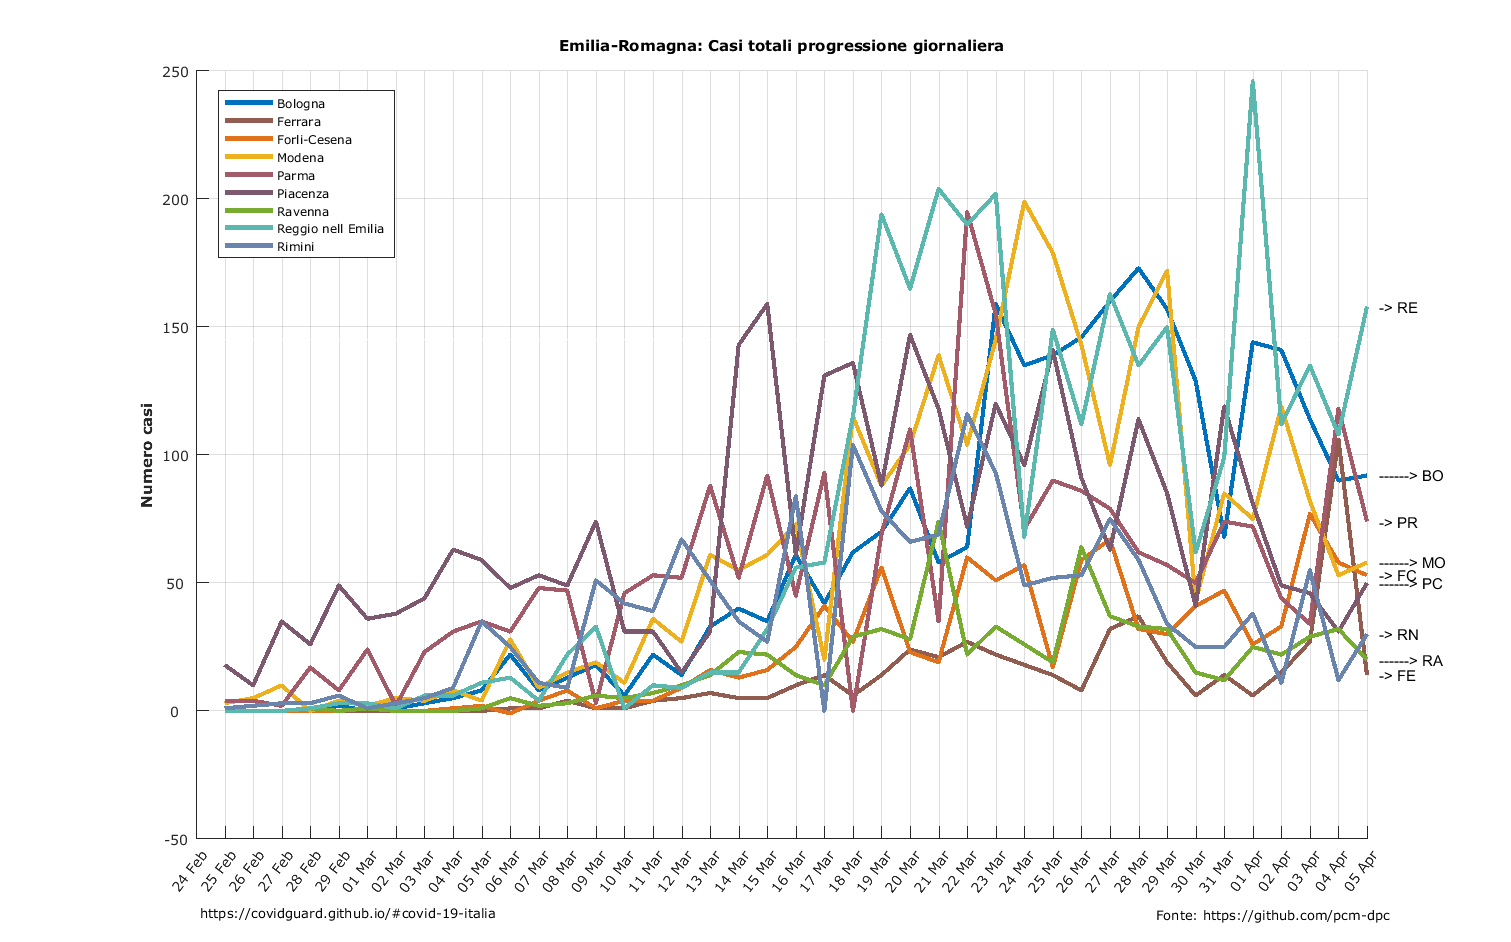 Emilia-Romagna: Casi totali progressione giornaliera
250
200
150
100
50
0
-50
Numero casi
Bologna
Ferrara
Forli-Cesena
Modena
Parma
Piacenza
Ravenna
Reggio nell Emilia
Rimini
-> RE
------> BO
-> PR
------> MO
-> FC
------> PC
-> RN
------> RA
-> FE
24 Feb
25 Feb
26 Feb
27 Feb
28 Feb
29 Feb
01 Mar
02 Mar
03 Mar
04 Mar
05 Mar
06 Mar
07 Mar
08 Mar
09 Mar
10 Mar
11 Mar
12 Mar
13 Mar
14 Mar
15 Mar
16 Mar
17 Mar
18 Mar
19 Mar
20 Mar
21 Mar
22 Mar
23 Mar
24 Mar
25 Mar
26 Mar
27 Mar
28 Mar
29 Mar
30 Mar
31 Mar
01 Apr
02 Apr
03 Apr
04 Apr
05 Apr
https://covidguard.github.io/#covid-19-italia
Fonte: https://github.com/pcm-dpc